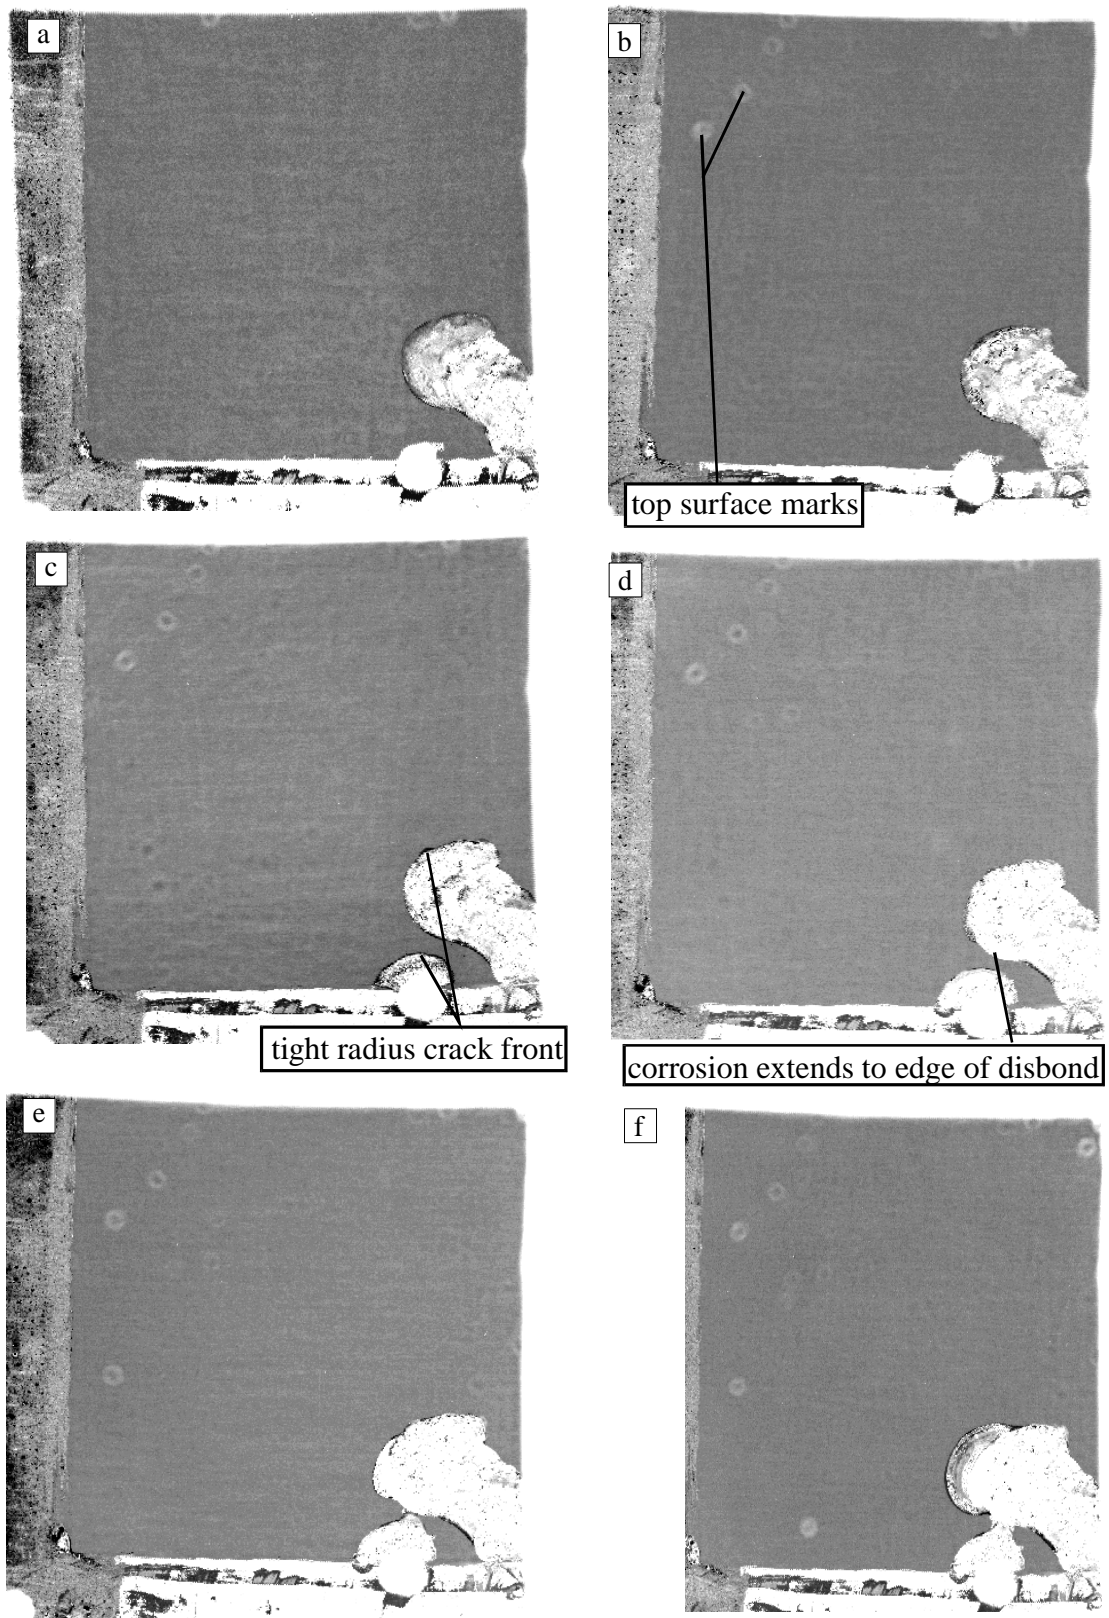 a
b
top surface marks
c
d
tight radius crack front
corrosion extends to edge of disbond
e
f